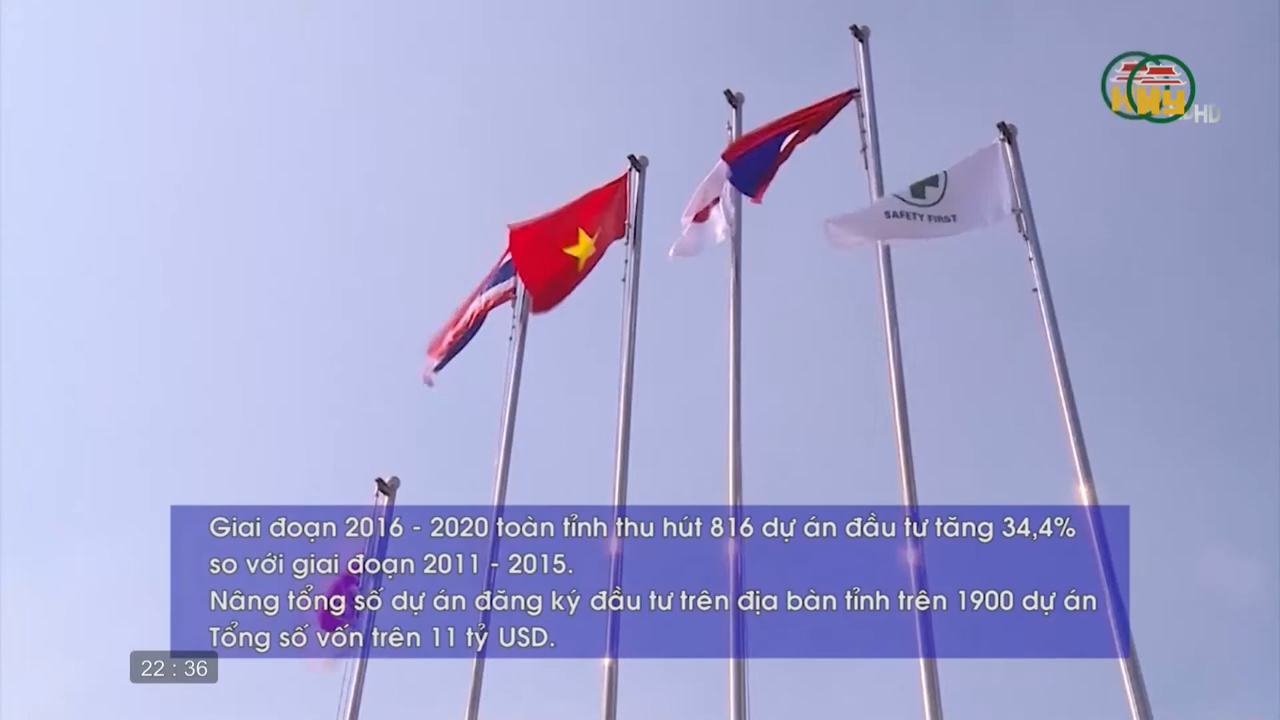 HY
HD
SAFETY FIRST
Giai đoạn 2016 - 2020 toàn tỉnh thu hút 816 dự án đầu tư tăng 34,4%
so với giai đoạn 2011 - 2015.
Nâng tổng số dự án đăng ký đầu tư trên địa bàn tỉnh trên 1900 dự án
Tổng số vốn trên 11 tỷ USD.
22 : 36